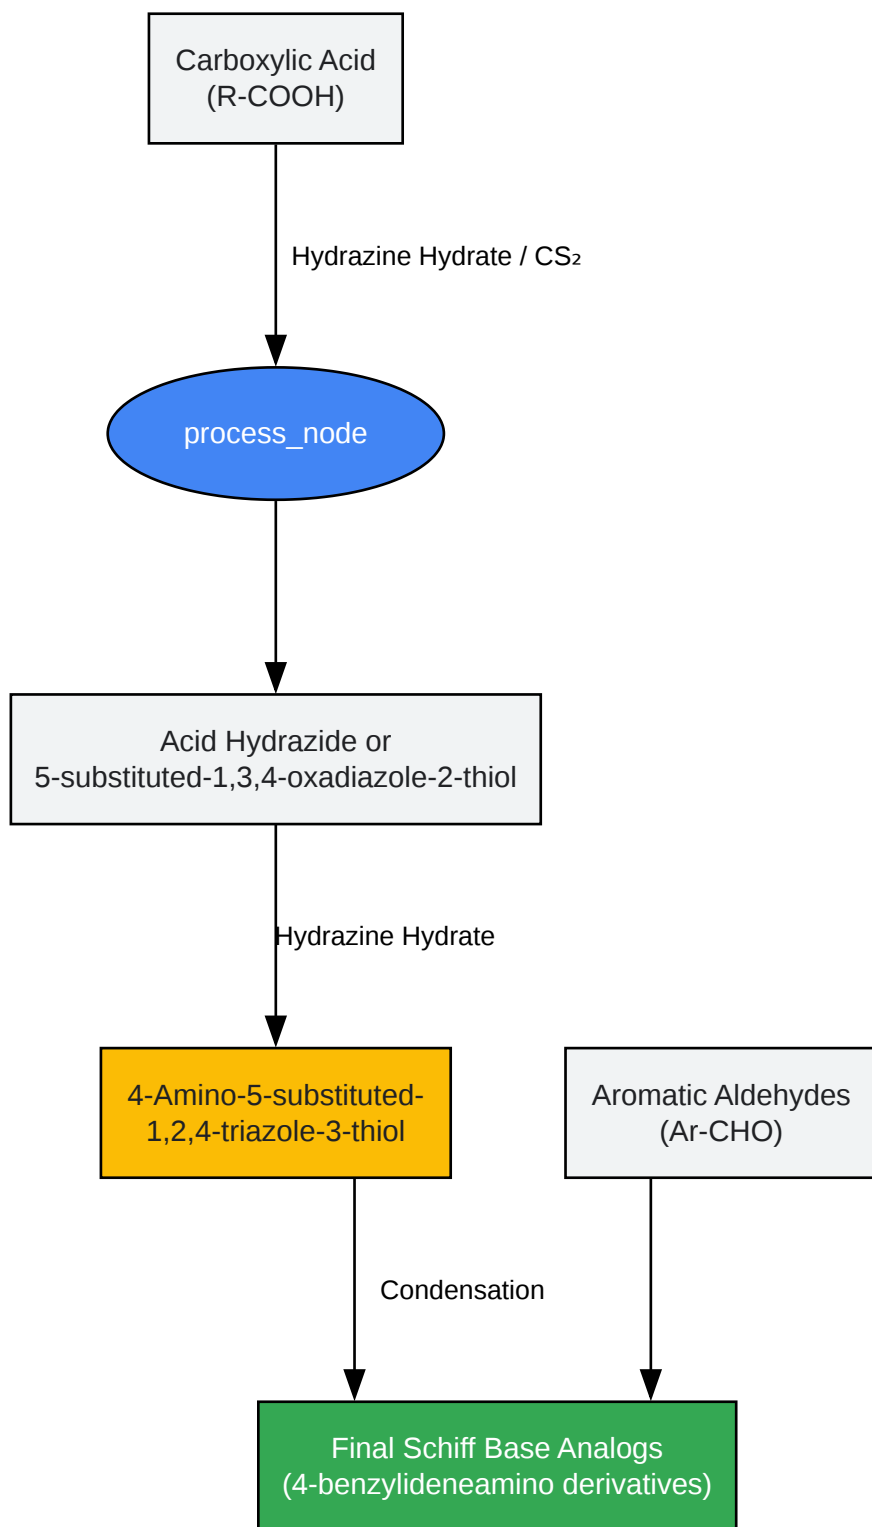 Carboxylic Acid
(R-COOH)
Hydrazine Hydrate / CS₂
process_node
Acid Hydrazide or
5-substituted-1,3,4-oxadiazole-2-thiol
Hydrazine Hydrate
4-Amino-5-substituted-
1,2,4-triazole-3-thiol
Aromatic Aldehydes
(Ar-CHO)
Condensation
Final Schiff Base Analogs
(4-benzylideneamino derivatives)